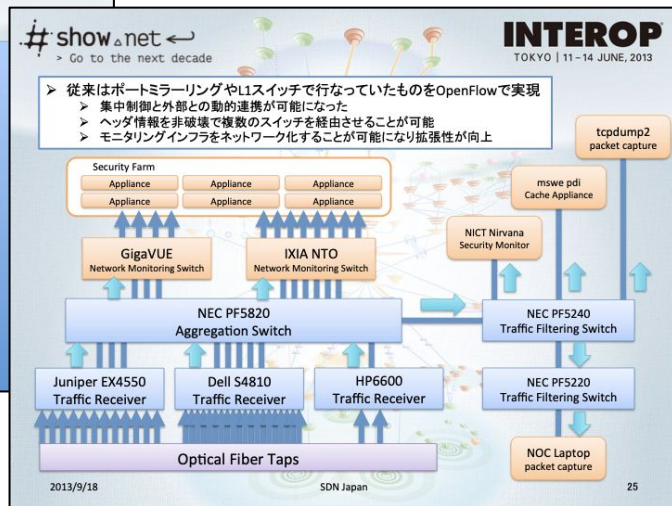 # show△net ↵
> Go to the next decade
INTEROP
TOKYO | 11-14 JUNE, 2013
➢ 従来はポートミラーリングやL1スイッチで行なっていたものをOpenFlowで実現
➢ 集中制御と外部との動的連携が可能になった
➢ ヘッダ情報を非破壊で複数のスイッチを経由させることが可能
➢ モニタリングインフラをネットワーク化することが可能になり拡張性が向上
tcpdump2
packet capture
Security Farm
Appliance Appliance Appliance
Appliance Appliance Appliance
mswe pdi
Cache Appliance
NICT Nirvana
Security Monitor
GigaVUE
Network Monitoring Switch
IXIA NTO
Network Monitoring Switch
NEC PF5820
Aggregation Switch
NEC PF5240
Traffic Filtering Switch
Juniper EX4550
Traffic Receiver
Dell S4810
Traffic Receiver
HP6600
Traffic Receiver
NEC PF5220
Traffic Filtering Switch
Optical Fiber Taps
NOC Laptop
packet capture
2013/9/18
SDN Japan
25